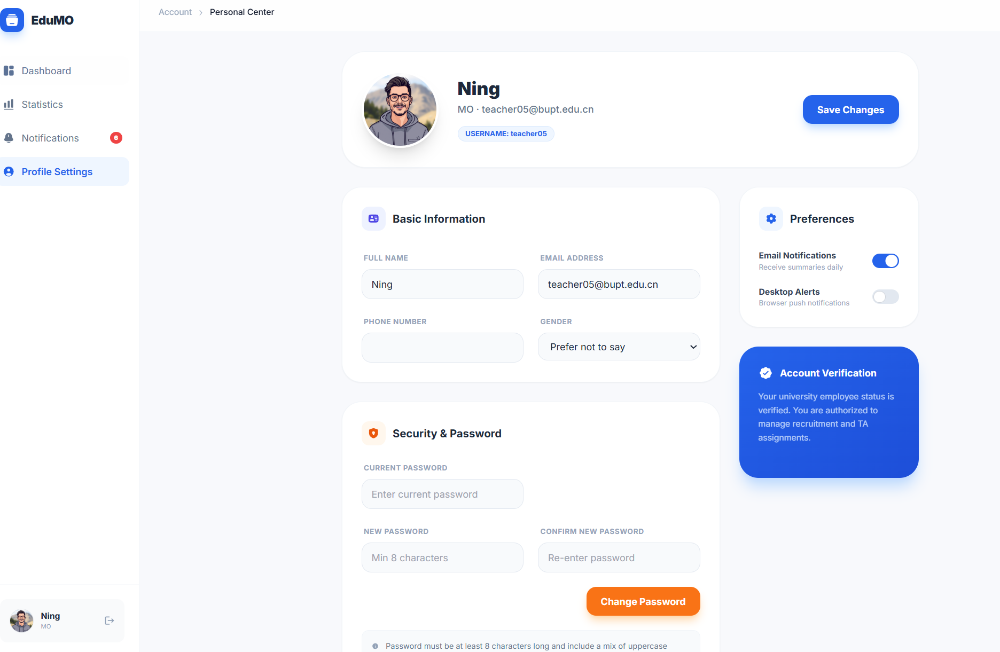 EduMO
Dashboard
Statistics
Notifications
6
Profile Settings
Ning
MO
Account
Personal Center
Ning
MO · teacher05@bupt.edu.cn
USERNAME: teacher05
Save Changes
Basic Information
FULL NAME
Ning
EMAIL ADDRESS
teacher05@bupt.edu.cn
PHONE NUMBER
GENDER
Prefer not to say
Security & Password
CURRENT PASSWORD
Enter current password
NEW PASSWORD
Min 8 characters
CONFIRM NEW PASSWORD
Re-enter password
Change Password
Password must be at least 8 characters long and include a mix of uppercase
Preferences
Email Notifications
Receive summaries daily
Desktop Alerts
Browser push notifications
Account Verification
Your university employee status is
verified. You are authorized to
manage recruitment and TA
assignments.